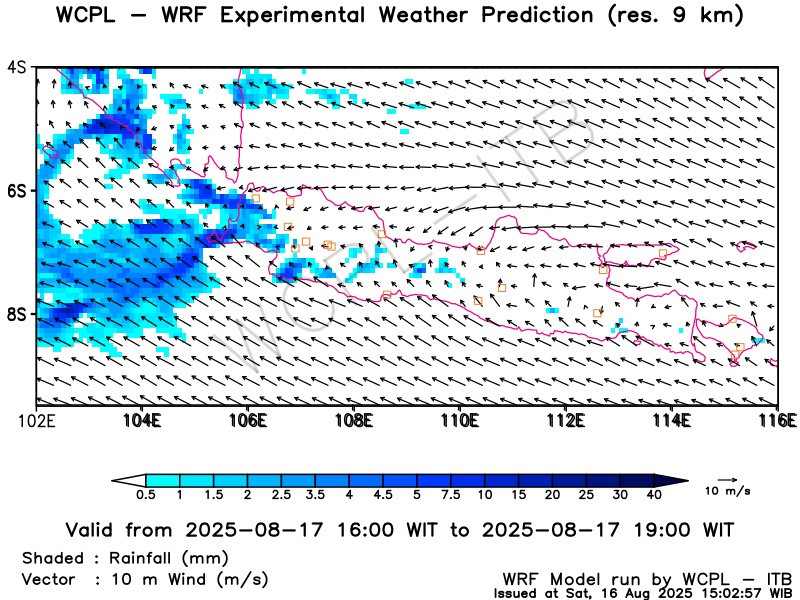 WCPL – WRF Experimental Weather Prediction (res. 9 km)
WCPL–ITB
4S
6S
8S
102E 104E 106E 108E 110E 112E 114E 116E
0.5 1 1.5 2 2.5 3.5 4 4.5 5 7.5 10 15 20 25 30 40
10 m/s
Valid from 2025–08–17 16:00 WIT to 2025–08–17 19:00 WIT
Shaded : Rainfall (mm)
Vector : 10 m Wind (m/s)
WRF Model run by WCPL – ITB
Issued at Sat, 16 Aug 2025 15:02:57 WIB